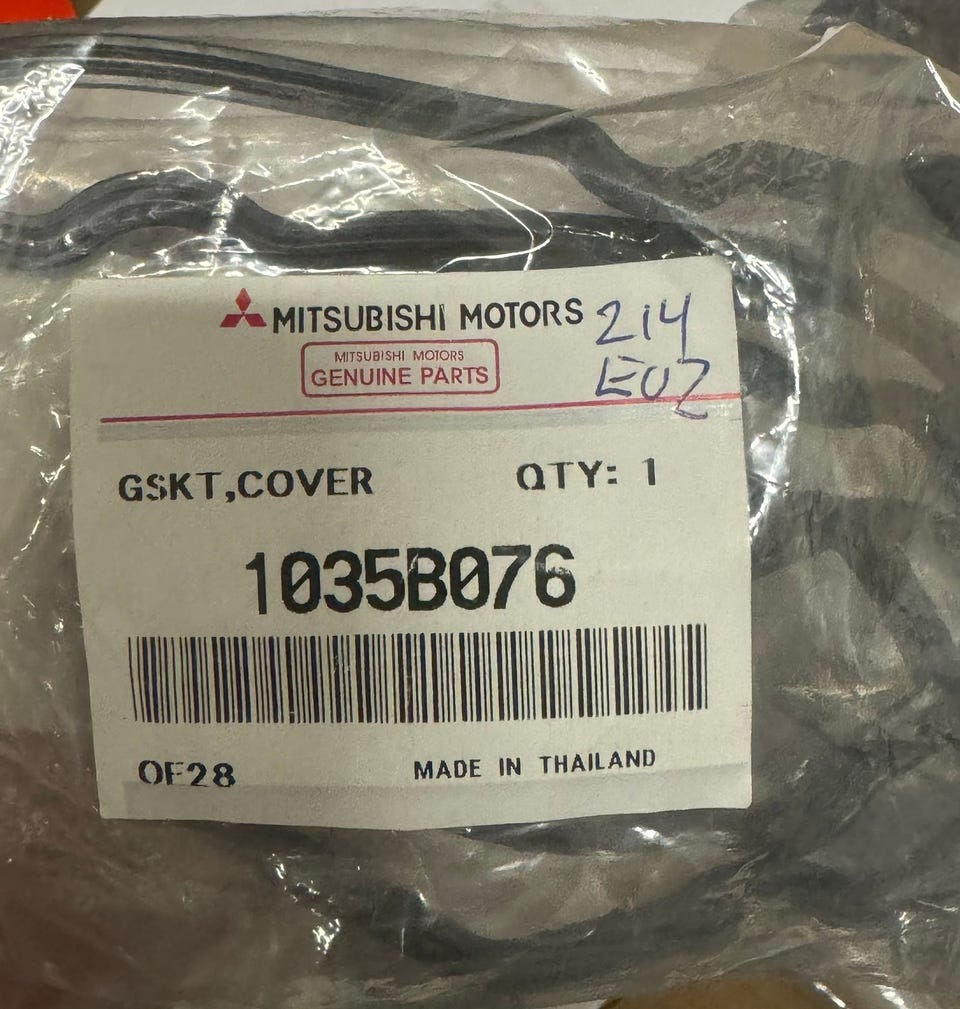 MITSUBISHI MOTORS
214
E02
MITSUBISHI MOTORS
GENUINE PARTS
GSKT,COVER QTY: 1
1035B076
OF28 MADE IN THAILAND